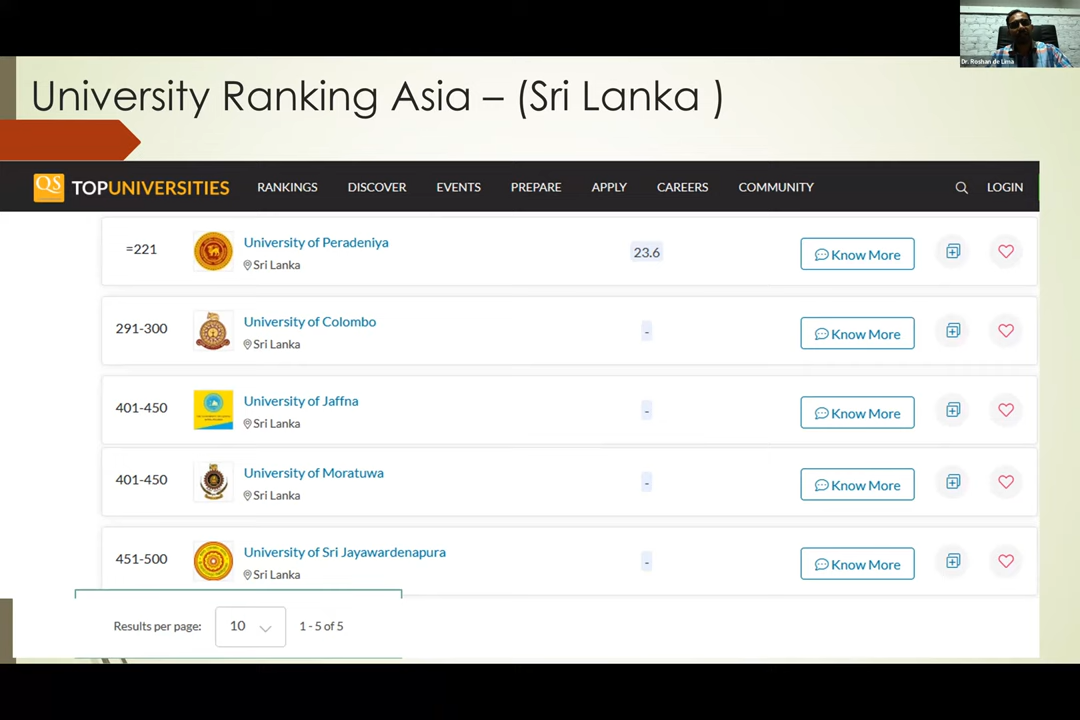 Dr. Roshan de Lima
University Ranking Asia – (Sri Lanka )
QS TOPUNIVERSITIES RANKINGS DISCOVER EVENTS PREPARE APPLY CAREERS COMMUNITY LOGIN
=221 University of Peradeniya 23.6 Know More
Sri Lanka
291-300 University of Colombo - Know More
Sri Lanka
401-450 University of Jaffna - Know More
Sri Lanka
401-450 University of Moratuwa - Know More
Sri Lanka
451-500 University of Sri Jayawardenapura - Know More
Sri Lanka
Results per page: 10 1 - 5 of 5